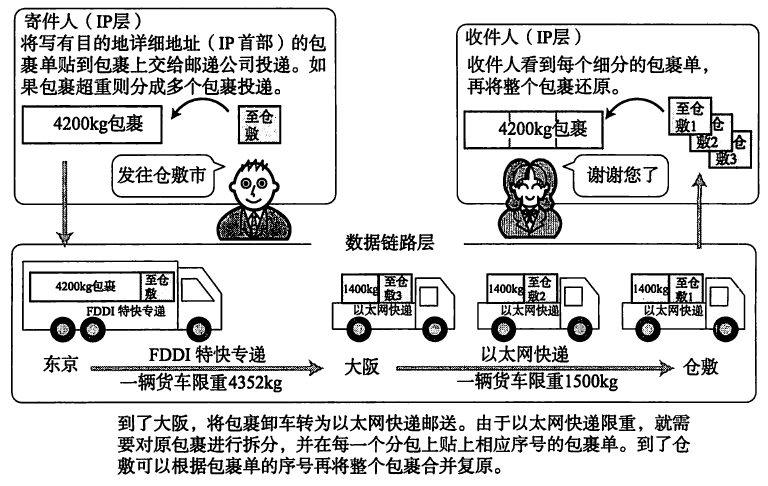 寄件人（IP层）
将写有目的地详细地址（IP首部）的包
裹单贴到包裹上交给邮递公司投递。如
果包裹超重则分成多个包裹投递。
4200kg包裹
至仓
敷
发往仓敷市
收件人（IP层）
收件人看到每个细分的包裹单，
再将整个包裹还原。
4200kg包裹
至仓
敷1
仓
敷2
仓
敷3
谢谢您了
数据链路层
4200kg包裹
至仓
敷
FDDI 特快专递
1400kg
至仓
敷3
以太网快递
1400kg
至仓
敷2
以太网快递
1400kg
至仓
敷1
以太网快递
东京
FDDI 特快专递
一辆货车限重4352kg
大阪
以太网快递
一辆货车限重1500kg
仓敷
到了大阪，将包裹卸车转为以太网快递邮送。由于以太网快递限重，就需
要对原包裹进行拆分，并在每一个分包上贴上相应序号的包裹单。到了仓
敷可以根据包裹单的序号再将整个包裹合并复原。